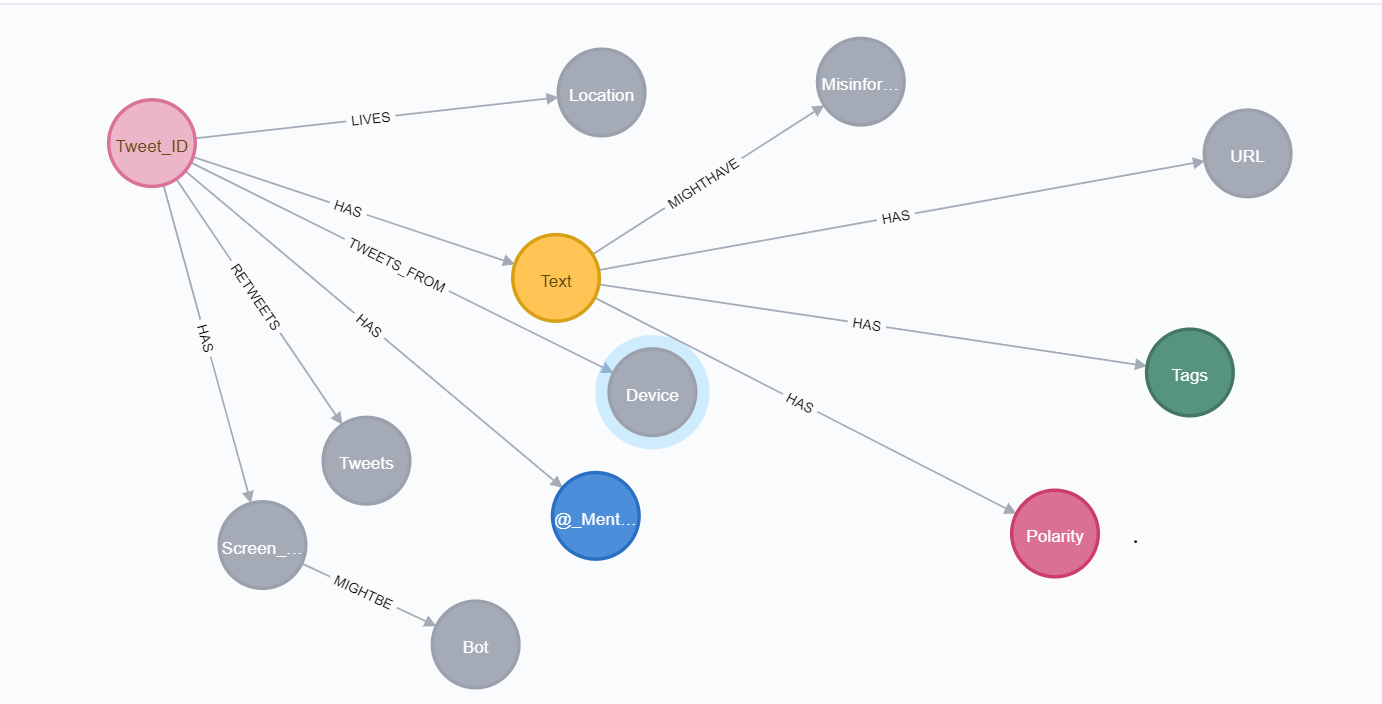 Tweet_ID
LIVES
Location
Misinfor...
MIGHTHAVE
URL
HAS
HAS
TWEETS_FROM
Text
HAS
Tags
HAS
Device
HAS
Polarity
.
RETWEETS
HAS
HAS
Tweets
@_Ment...
Screen_...
MIGHTBE
Bot